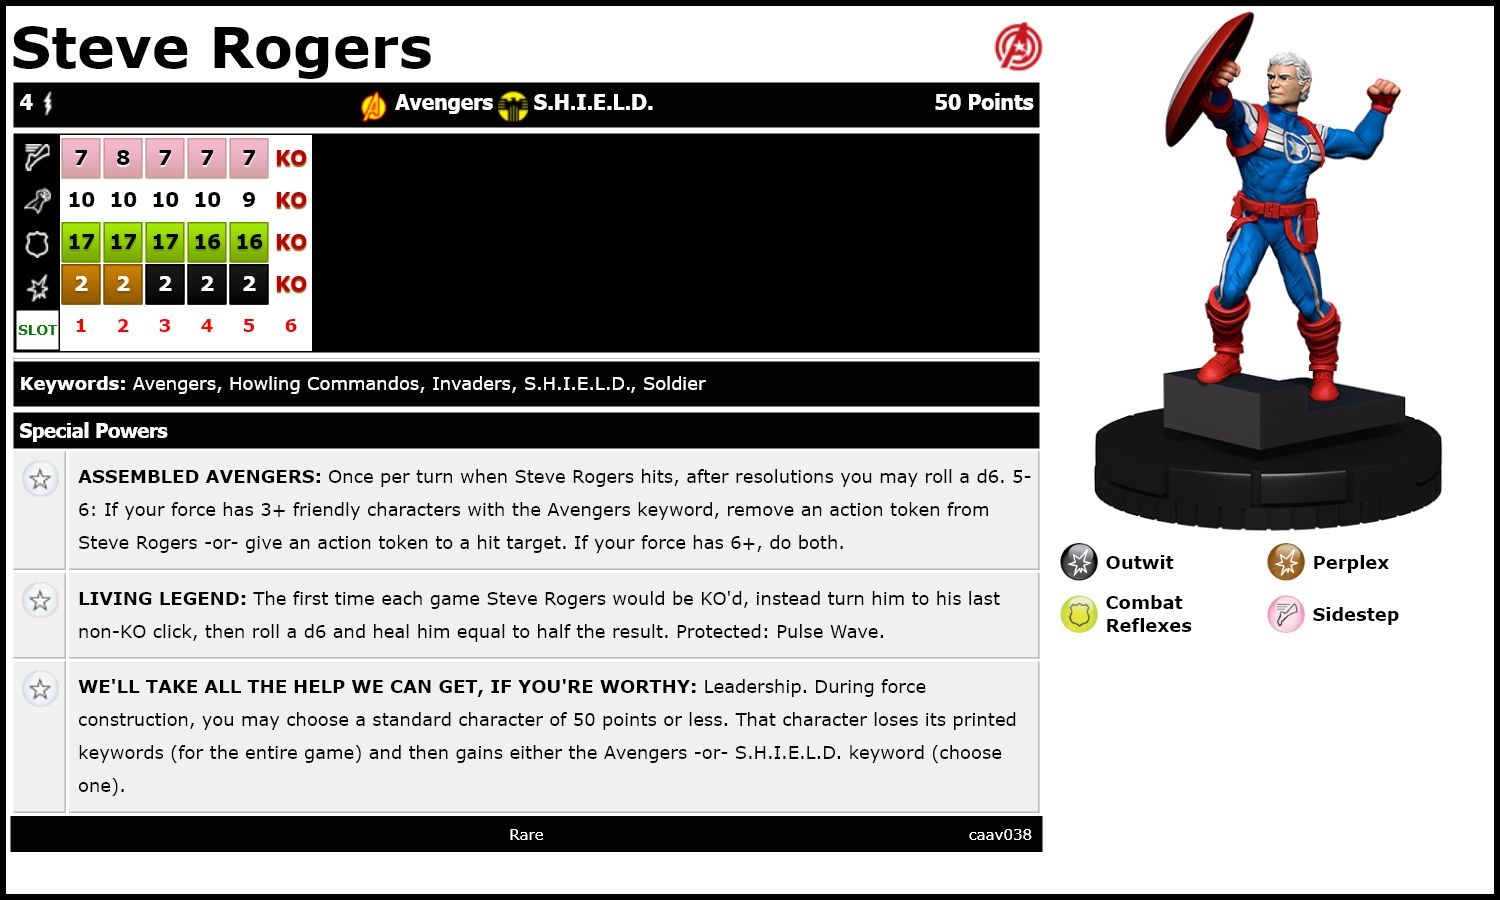 Steve Rogers
4 Avengers S.H.I.E.L.D. 50 Points
7 8 7 7 7 KO
10 10 10 10 9 KO
17 17 17 16 16 KO
2 2 2 2 2 KO
SLOT 1 2 3 4 5 6
Keywords: Avengers, Howling Commandos, Invaders, S.H.I.E.L.D., Soldier
Special Powers
ASSEMBLED AVENGERS: Once per turn when Steve Rogers hits, after resolutions you may roll a d6. 5-
6: If your force has 3+ friendly characters with the Avengers keyword, remove an action token from
Steve Rogers -or- give an action token to a hit target. If your force has 6+, do both.
LIVING LEGEND: The first time each game Steve Rogers would be KO'd, instead turn him to his last
non-KO click, then roll a d6 and heal him equal to half the result. Protected: Pulse Wave.
WE'LL TAKE ALL THE HELP WE CAN GET, IF YOU'RE WORTHY: Leadership. During force
construction, you may choose a standard character of 50 points or less. That character loses its printed
keywords (for the entire game) and then gains either the Avengers -or- S.H.I.E.L.D. keyword (choose
one).
Rare caav038
Outwit Perplex
Combat
Reflexes
Sidestep